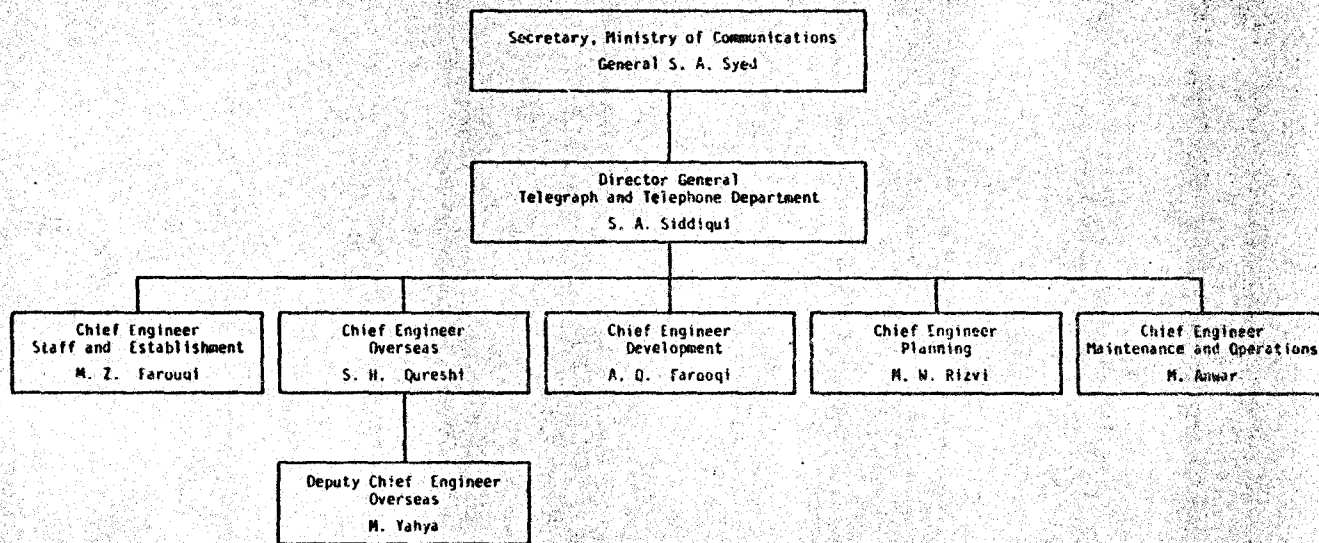 Secretary, Ministry of Communications
General S. A. Syed
Director General
Telegraph and Telephone Department
S. A. Siddiqui
Chief Engineer
Staff and Establishment
M. Z. Farouqi
Chief Engineer
Overseas
S. H. Qureshi
Chief Engineer
Development
A. Q. Farooqi
Chief Engineer
Planning
M. W. Rizvi
Chief Engineer
Maintenance and Operations
M. Anwar
Deputy Chief Engineer
Overseas
M. Yahya